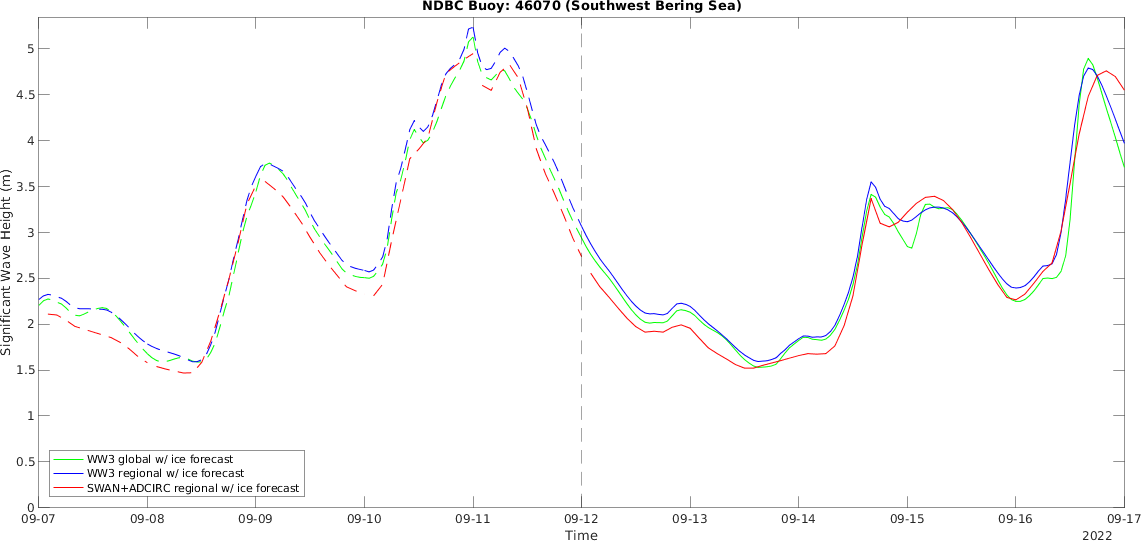 NDBC Buoy: 46070 (Southwest Bering Sea)
Significant Wave Height (m)
5
4.5
4
3.5
3
2.5
2
1.5
1
0.5
0
WW3 global w/ ice forecast
WW3 regional w/ ice forecast
SWAN+ADCIRC regional w/ ice forecast
09-07 09-08 09-09 09-10 09-11 09-12 09-13 09-14 09-15 09-16 09-17
Time
2022